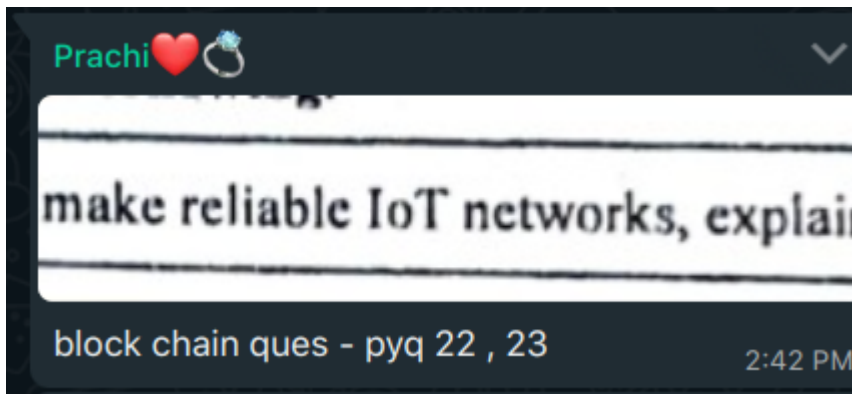 Prachi❤️💍
make reliable IoT networks, explain
block chain ques - pyq 22 , 23
2:42 PM